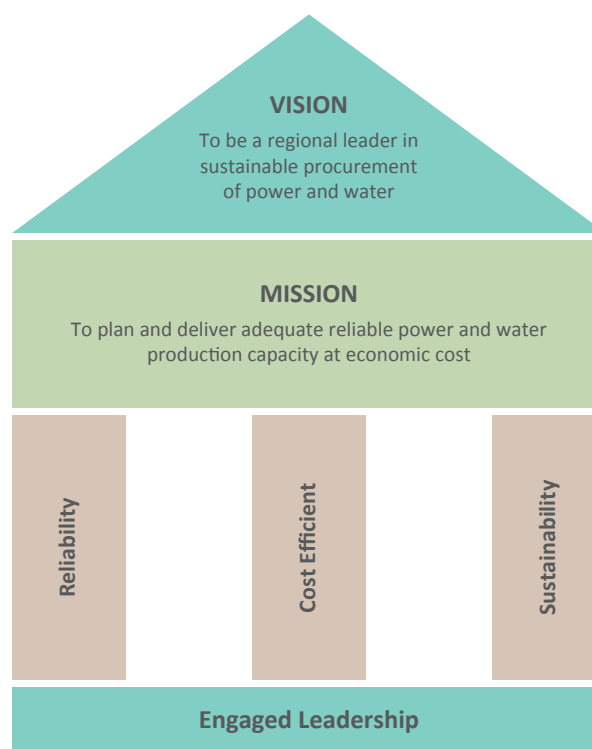 VISION
To be a regional leader in
sustainable procurement
of power and water
MISSION
To plan and deliver adequate reliable power and water
production capacity at economic cost
Reliability
Cost Efficient
Sustainability
Engaged Leadership